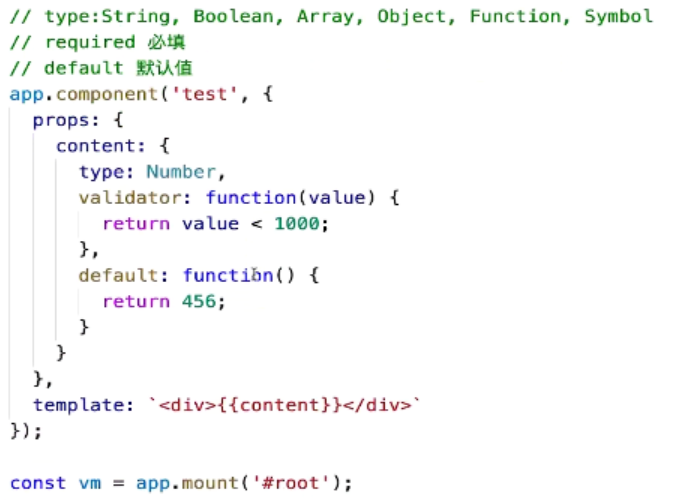 // type:String, Boolean, Array, Object, Function, Symbol
// required 必填
// default 默认值
app.component('test', {
  props: {
    content: {
      type: Number,
      validator: function(value) {
        return value < 1000;
      },
      default: function() {
        return 456;
      }
    }
  },
  template: `<div>{{content}}</div>`
});

const vm = app.mount('#root');